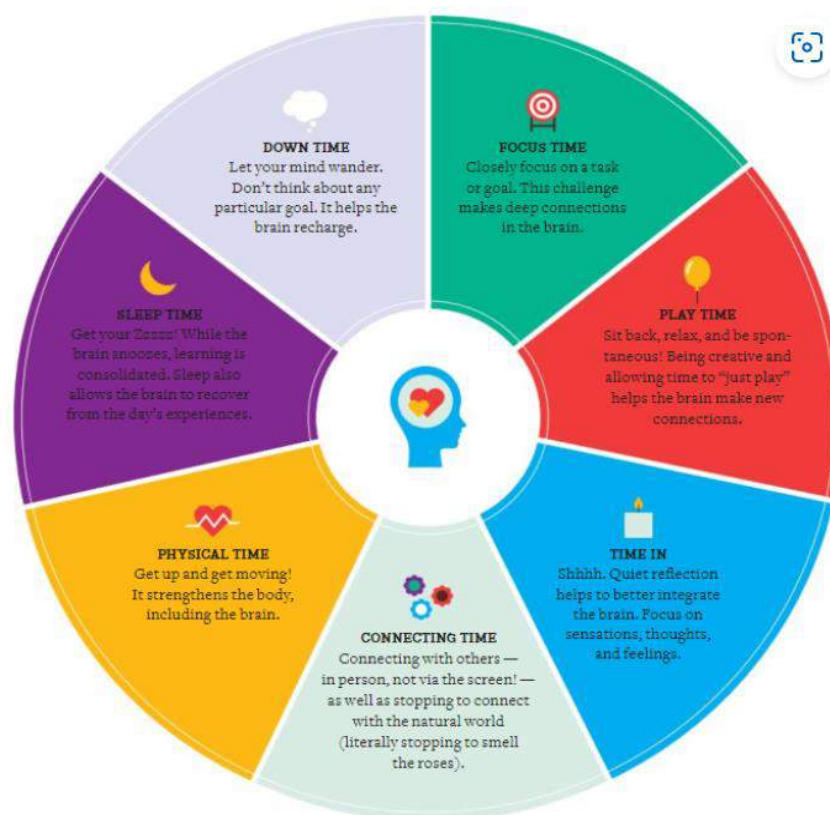 DOWN TIME
Let your mind wander.
Don't think about any
particular goal. It helps the
brain recharge.
FOCUS TIME
Closely focus on a task
or goal. This challenge
makes deep connections
in the brain.
PLAY TIME
Sit back, relax, and be spon-
taneous! Being creative and
allowing time to “just play”
helps the brain make new
connections.
TIME IN
Shhhh. Quiet reflection
helps to better integrate
the brain. Focus on
sensations, thoughts,
and feelings.
CONNECTING TIME
Connecting with others —
in person, not via the screen! —
as well as stopping to connect
with the natural world
(literally stopping to smell
the roses).
PHYSICAL TIME
Get up and get moving!
It strengthens the body,
including the brain.
SLEEP TIME
Get your Zzzzz! While the
brain snoozes, learning is
consolidated. Sleep also
allows the brain to recover
from the day's experiences.